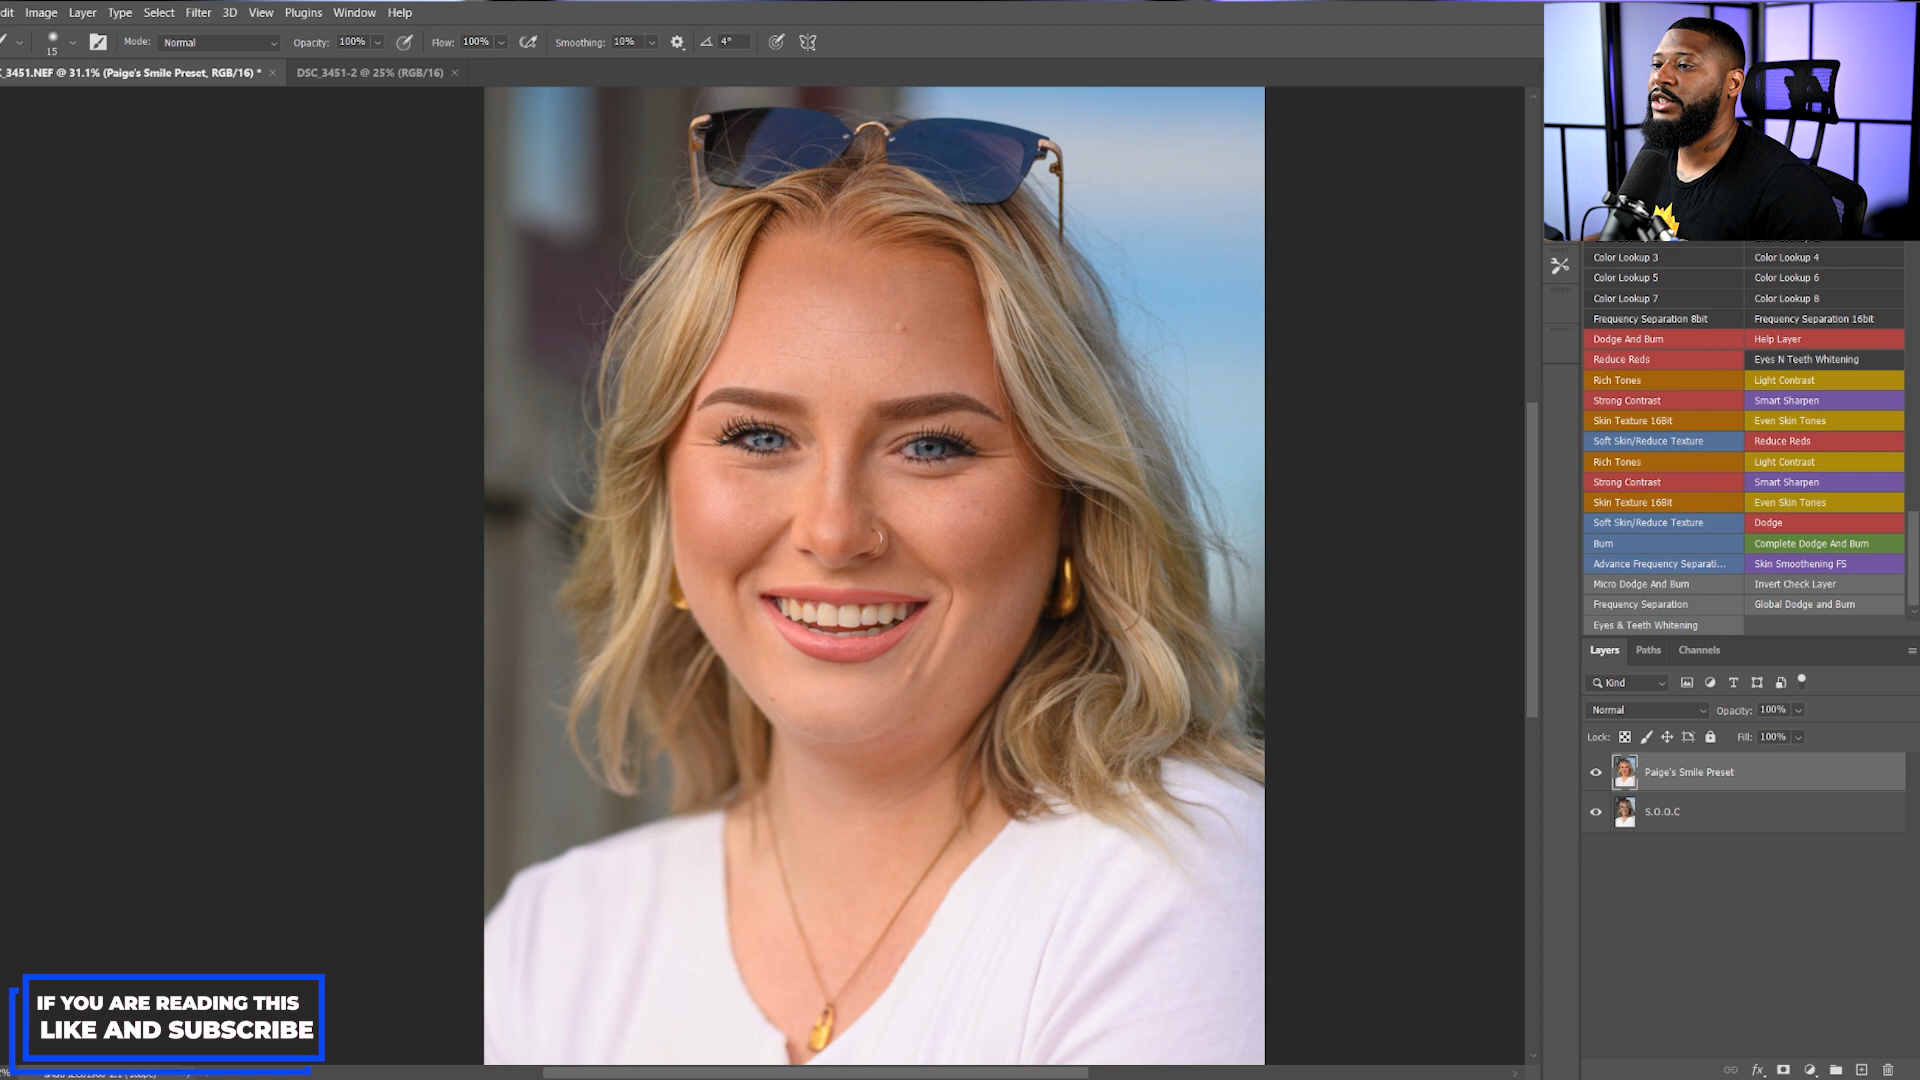 dit Image Layer Type Select Filter 3D View Plugins Window Help
15 Mode: Normal Opacity: 100% Flow: 100% Smoothing: 10% 4°
C_3451.NEF @ 31.1% (Paige's Smile Preset, RGB/16) * × DSC_3451-2 @ 25% (RGB/16) ×
Color Lookup 3 Color Lookup 4
Color Lookup 5 Color Lookup 6
Color Lookup 7 Color Lookup 8
Frequency Separation 8bit Frequency Separation 16bit
Dodge And Burn Help Layer
Reduce Reds Eyes N Teeth Whitening
Rich Tones Light Contrast
Strong Contrast Smart Sharpen
Skin Texture 16Bit Even Skin Tones
Soft Skin/Reduce Texture Reduce Reds
Rich Tones Light Contrast
Strong Contrast Smart Sharpen
Skin Texture 16Bit Even Skin Tones
Soft Skin/Reduce Texture Dodge
Burn Complete Dodge And Burn
Advance Frequency Separati... Skin Smoothening FS
Micro Dodge And Burn Invert Check Layer
Frequency Separation Global Dodge and Burn
Eyes & Teeth Whitening
Layers Paths Channels
Kind
Normal Opacity: 100%
Lock: Fill: 100%
Paige's Smile Preset
S.O.O.C
IF YOU ARE READING THIS
LIKE AND SUBSCRIBE